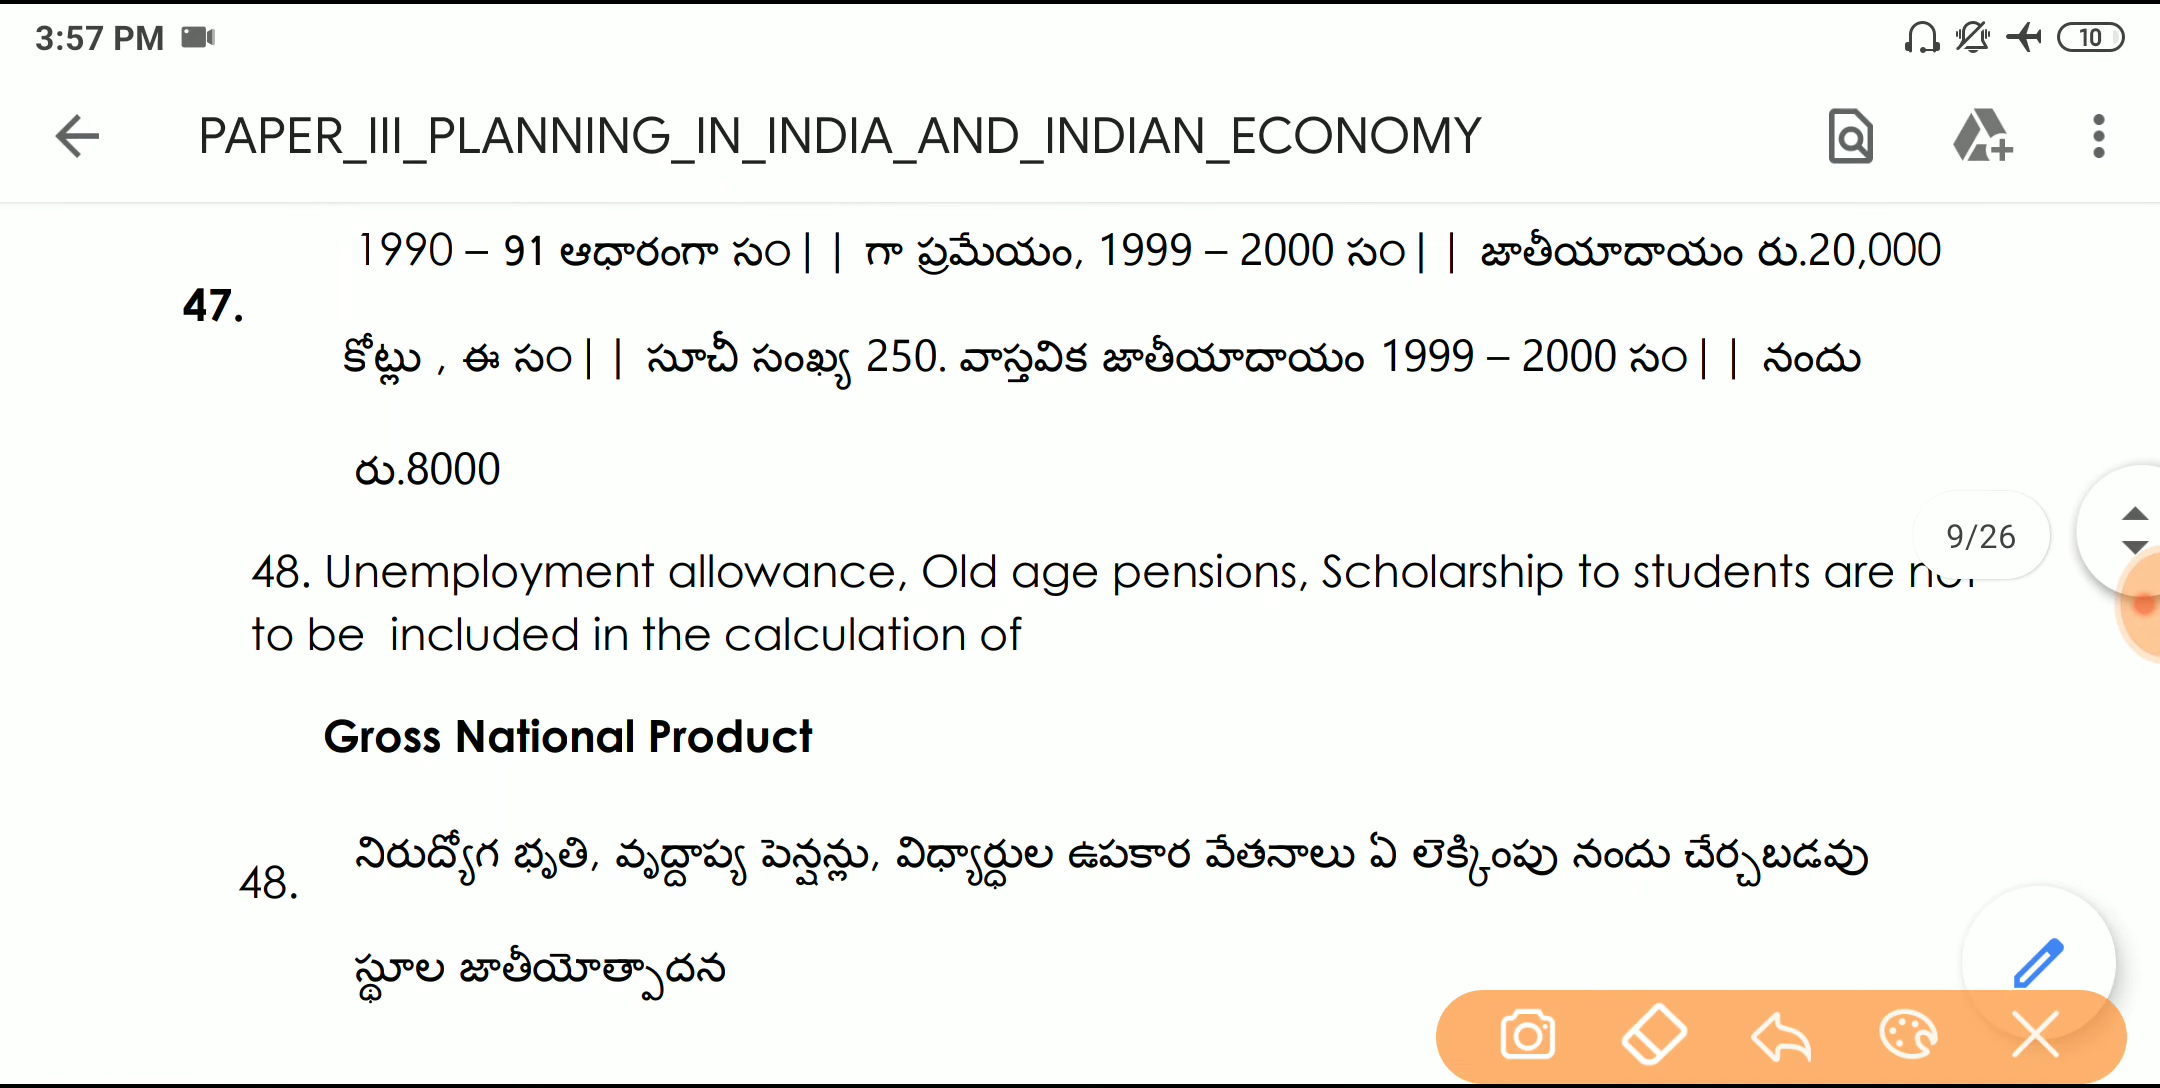 3:57 PM
10
PAPER_III_PLANNING_IN_INDIA_AND_INDIAN_ECONOMY
1990 – 91 ఆధారంగా సం|| గా ప్రమేయం, 1999 – 2000 సం|| జాతీయాదాయం రు.20,000
47.
కోట్లు , ఈ సం|| సూచీ సంఖ్య 250. వాస్తవిక జాతీయాదాయం 1999 – 2000 సం|| నందు
రు.8000
9/26
48. Unemployment allowance, Old age pensions, Scholarship to students are not
to be included in the calculation of
Gross National Product
నిరుద్యోగ భృతి, వృద్దాప్య పెన్షన్లు, విధ్యార్ధుల ఉపకార వేతనాలు ఏ లెక్కింపు నందు చేర్చబడవు
48.
స్థూల జాతీయోత్పాదన